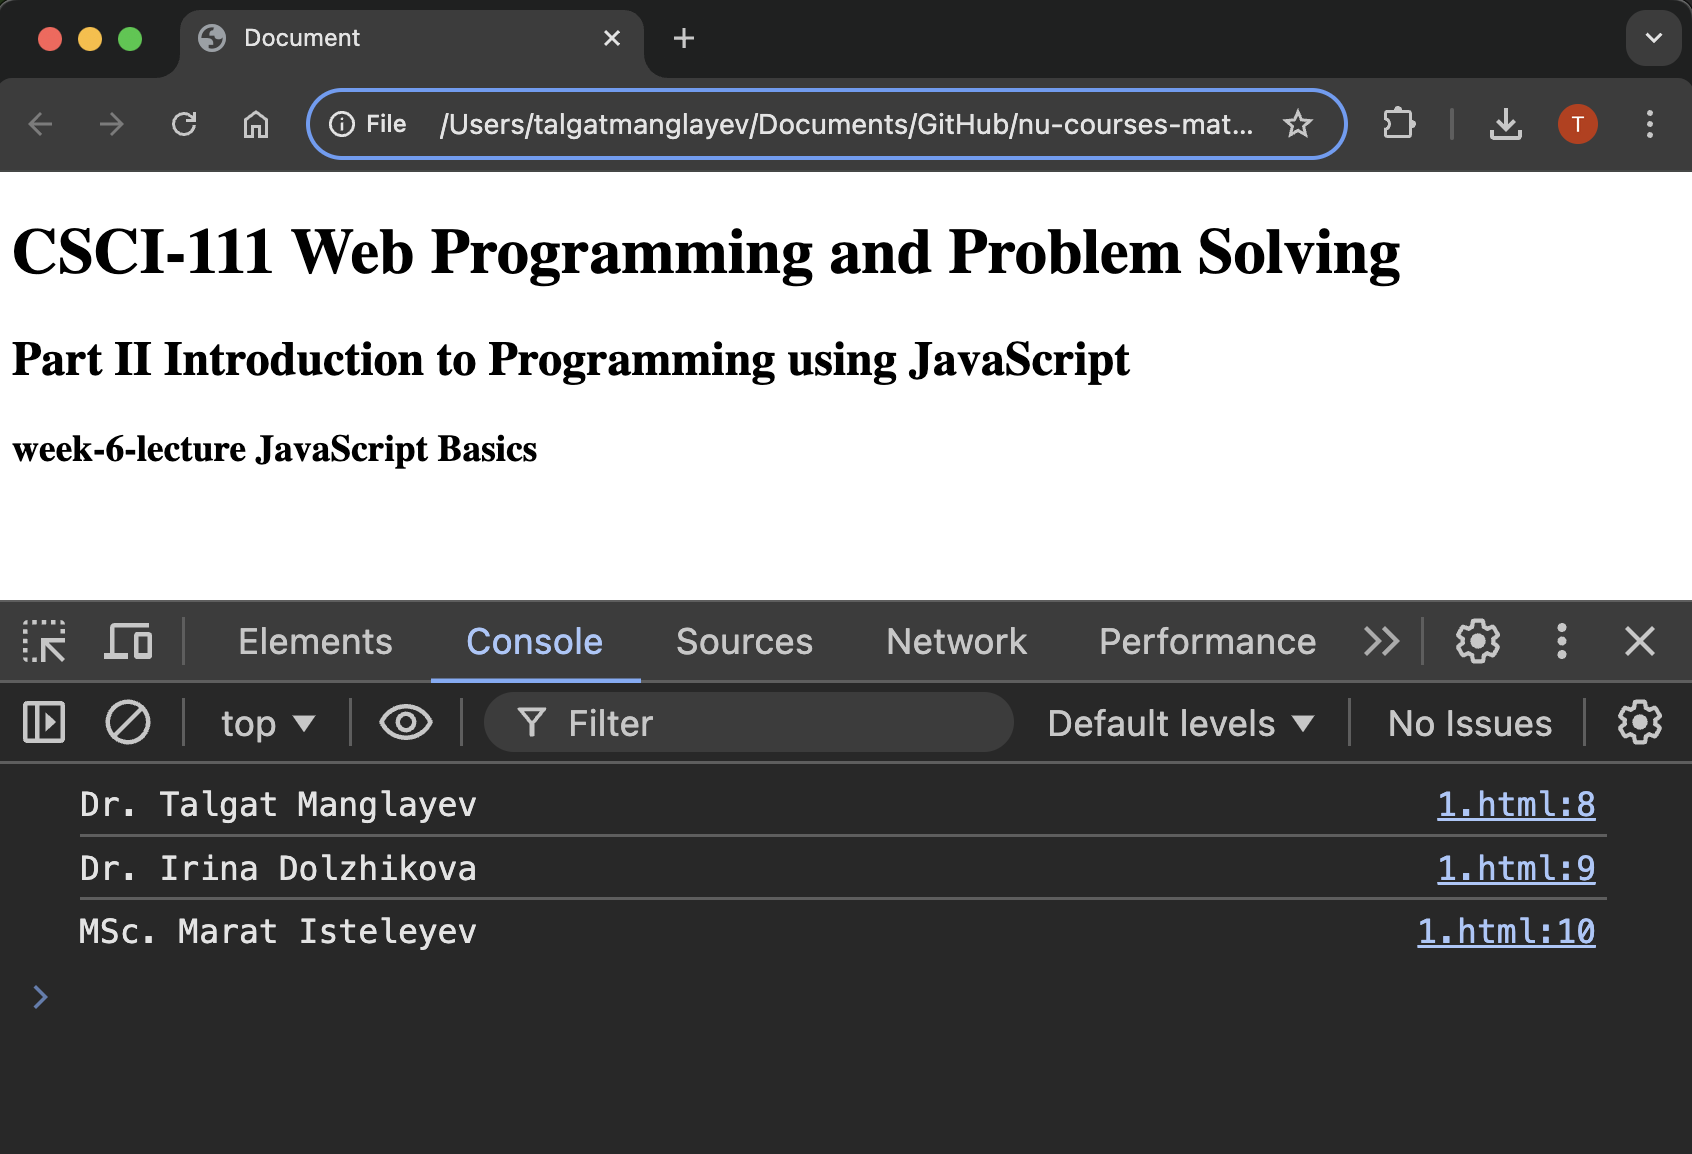 Document
File /Users/talgatmanglayev/Documents/GitHub/nu-courses-mat...
T
CSCI-111 Web Programming and Problem Solving
Part II Introduction to Programming using JavaScript
week-6-lecture JavaScript Basics
Elements Console Sources Network Performance
top Filter Default levels No Issues
Dr. Talgat Manglayev 1.html:8
Dr. Irina Dolzhikova 1.html:9
MSc. Marat Isteleyev 1.html:10